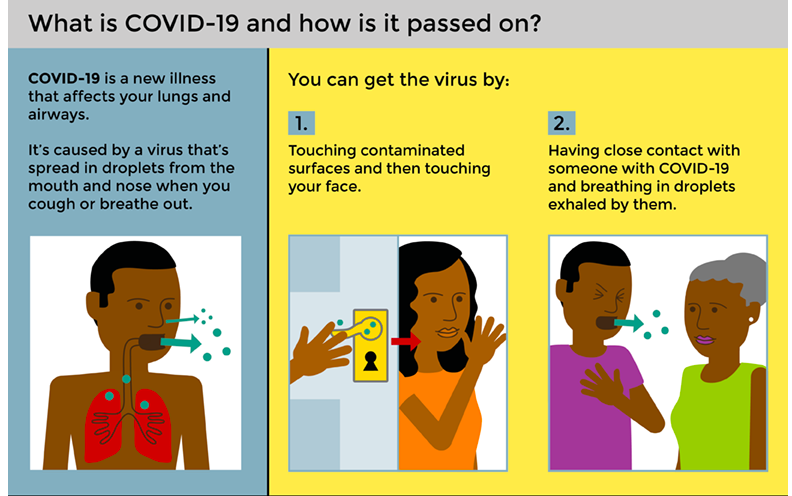 What is COVID-19 and how is it passed on?
COVID-19 is a new illness
that affects your lungs and
airways.
It's caused by a virus that's
spread in droplets from the
mouth and nose when you
cough or breathe out.
You can get the virus by:
1.
Touching contaminated
surfaces and then touching
your face.
2.
Having close contact with
someone with COVID-19
and breathing in droplets
exhaled by them.